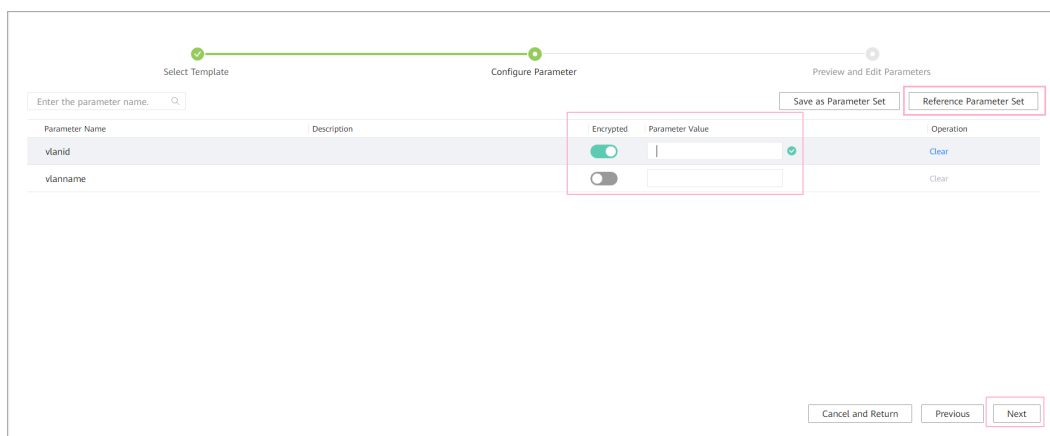 Select Template
Configure Parameter
Preview and Edit Parameters
Enter the parameter name.
Save as Parameter Set
Reference Parameter Set
Parameter Name
Description
Encrypted
Parameter Value
Operation
vlanid
Clear
vlanname
Clear
Cancel and Return
Previous
Next